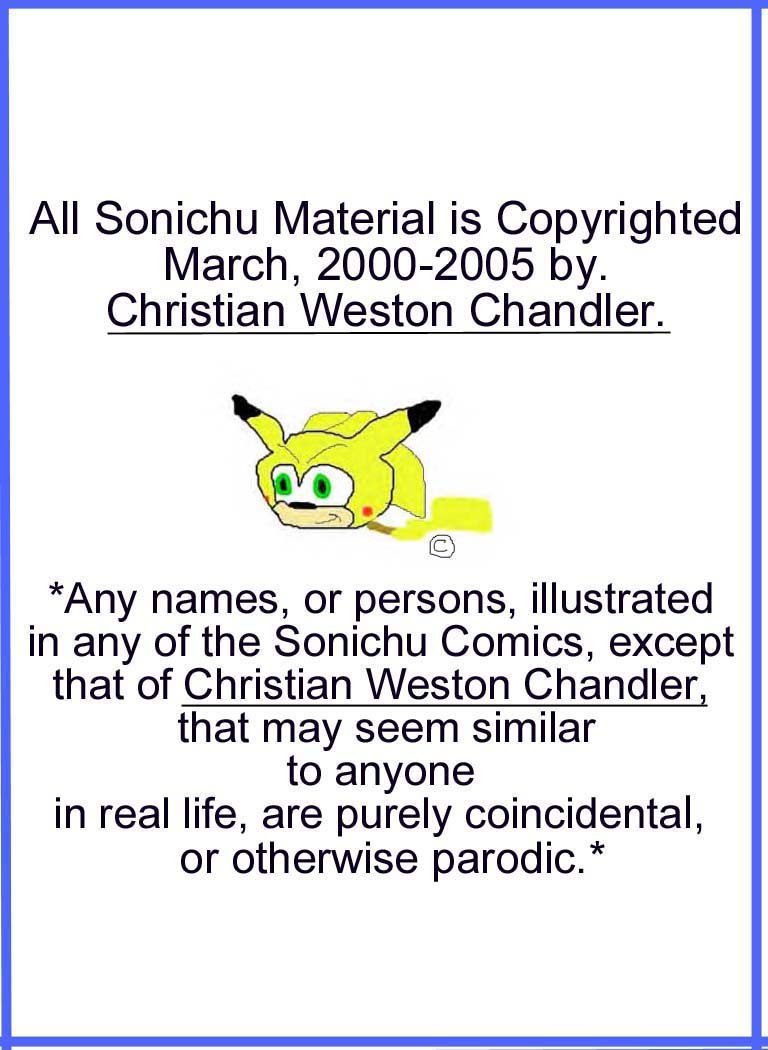 All Sonichu Material is Copyrighted
March, 2000-2005 by.
Christian Weston Chandler.
©
*Any names, or persons, illustrated
in any of the Sonichu Comics, except
that of Christian Weston Chandler,
that may seem similar
to anyone
in real life, are purely coincidental,
or otherwise parodic.*